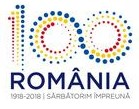 100
ROMÂNIA
1918-2018 | SĂRBĂTORIM ÎMPREUNĂ